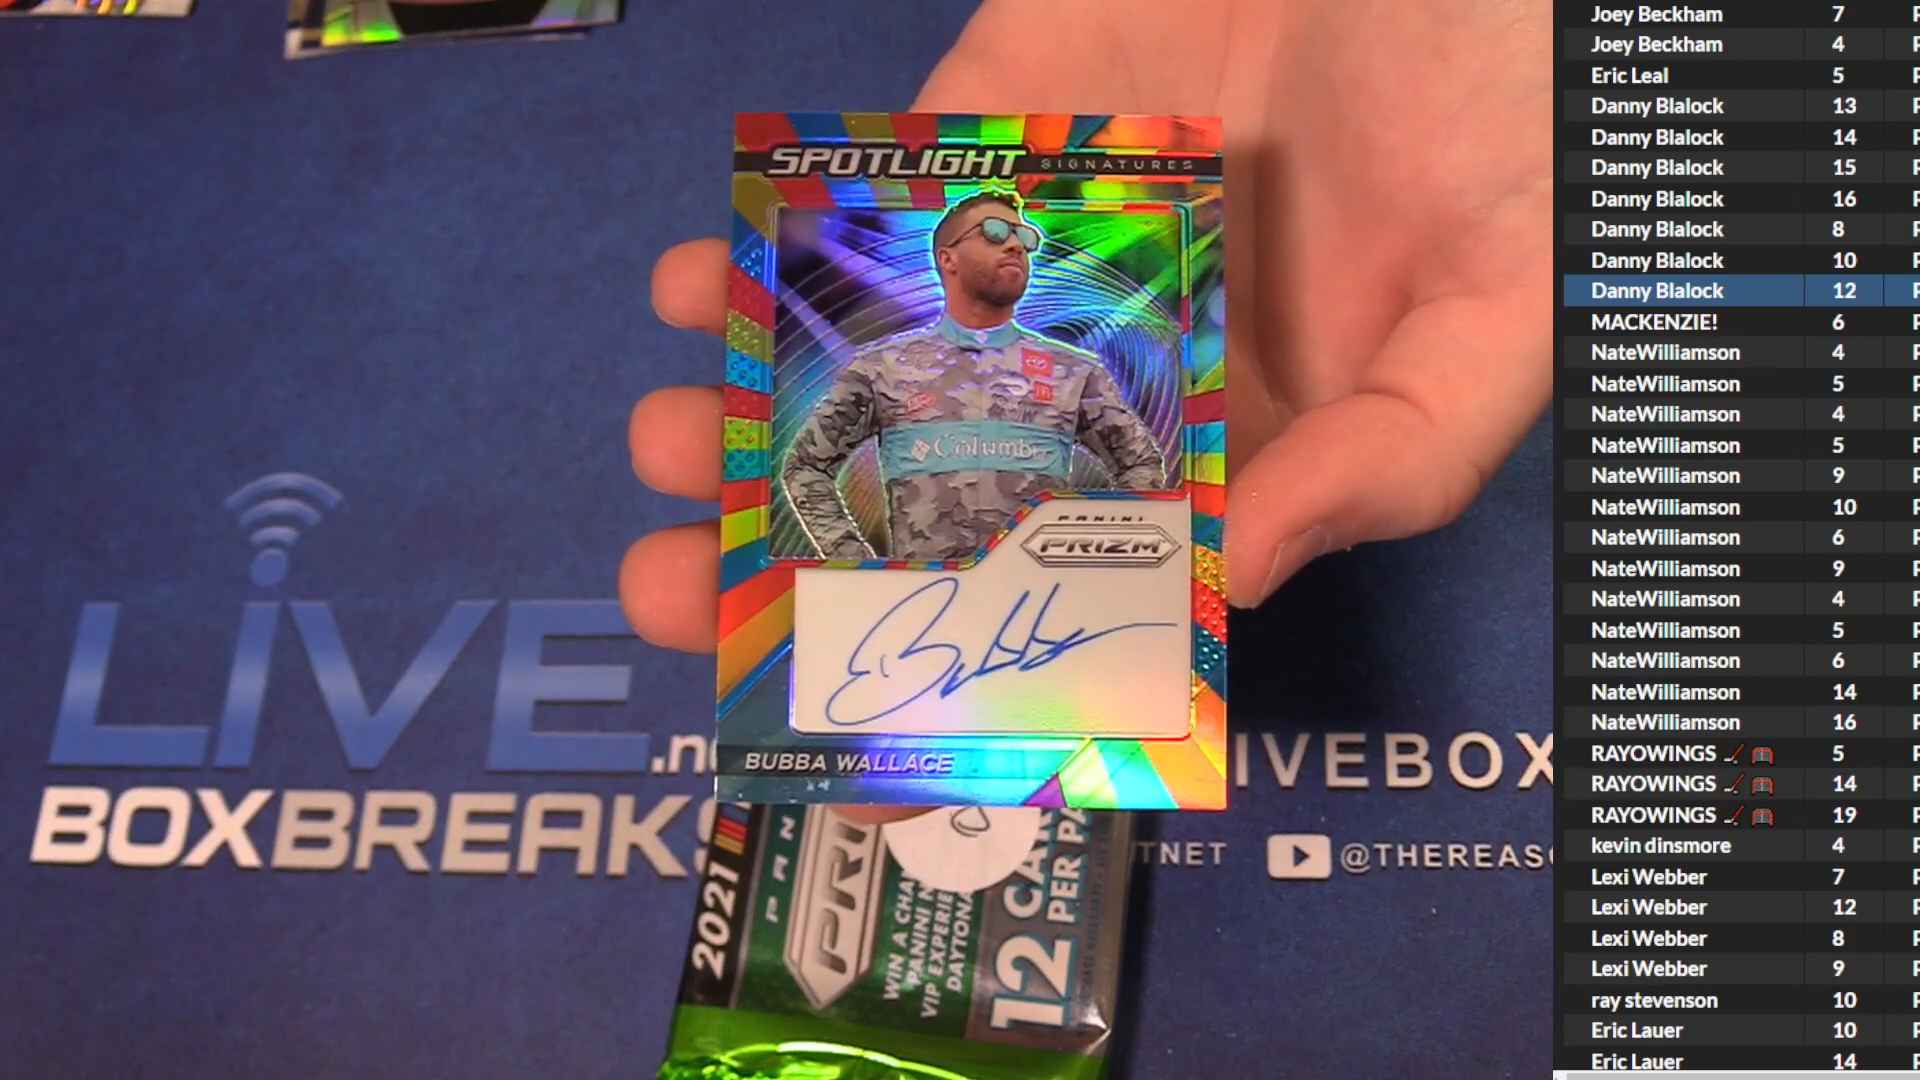 SPOTLIGHT SIGNATURES
Columbia
PANINI
PRIZM
Bubba
BUBBA WALLACE
LIVE
BOXBREAKS
2021
PRI
WIN A CHA
PANINI N
VIP EXPERIE
DAYTONA
12 CAR
12 PER PA
IVEBOX
TNET
@THEREAS
Joey Beckham 7 P
Joey Beckham 4 P
Eric Leal 5 P
Danny Blalock 13 P
Danny Blalock 14 P
Danny Blalock 15 P
Danny Blalock 16 P
Danny Blalock 8 P
Danny Blalock 10 P
Danny Blalock 12 P
MACKENZIE! 6 P
NateWilliamson 4 P
NateWilliamson 5 P
NateWilliamson 4 P
NateWilliamson 5 P
NateWilliamson 9 P
NateWilliamson 10 P
NateWilliamson 6 P
NateWilliamson 9 P
NateWilliamson 4 P
NateWilliamson 5 P
NateWilliamson 6 P
NateWilliamson 14 P
NateWilliamson 16 P
RAYOWINGS 🏒 🥅 5 P
RAYOWINGS 🏒 🥅 14 P
RAYOWINGS 🏒 🥅 19 P
kevin dinsmore 4 P
Lexi Webber 7 P
Lexi Webber 12 P
Lexi Webber 8 P
Lexi Webber 9 P
ray stevenson 10 P
Eric Lauer 10 P
Eric Lauer 14 P